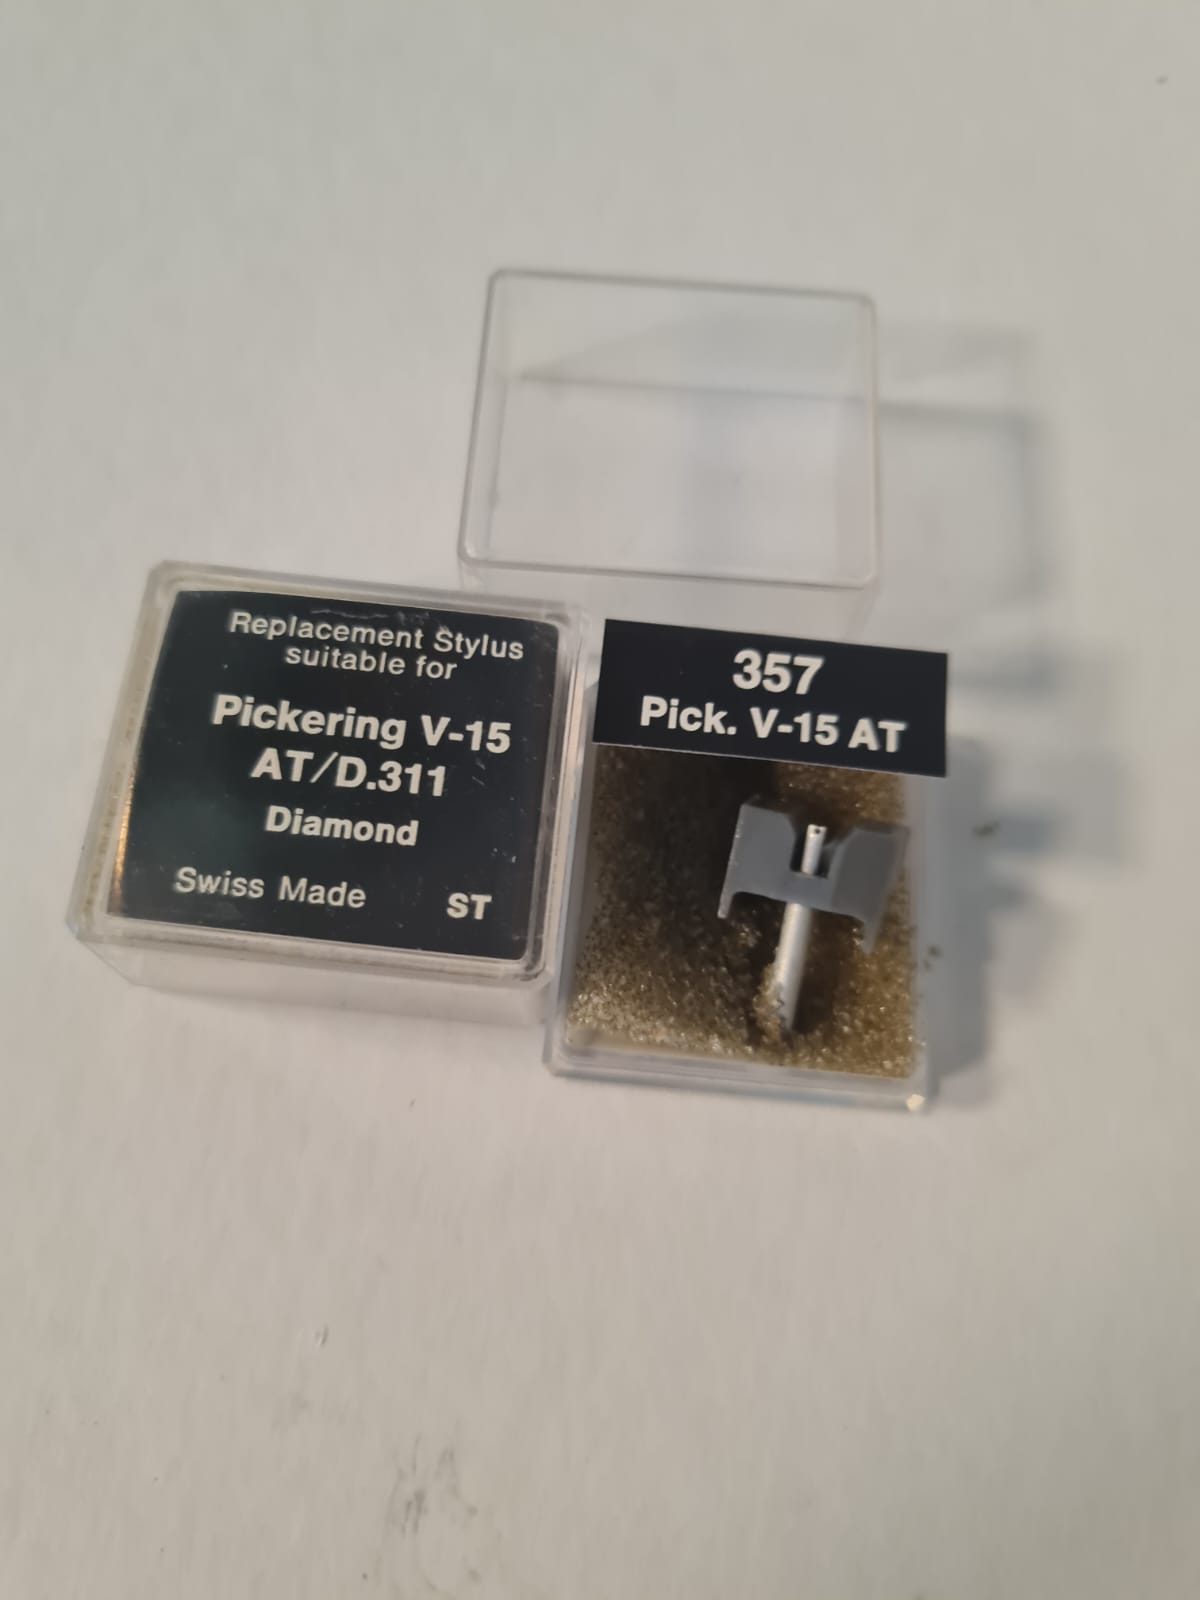 Replacement Stylus
suitable for
Pickering V-15
AT/D.311
Diamond
Swiss Made ST
357
Pick. V-15 AT